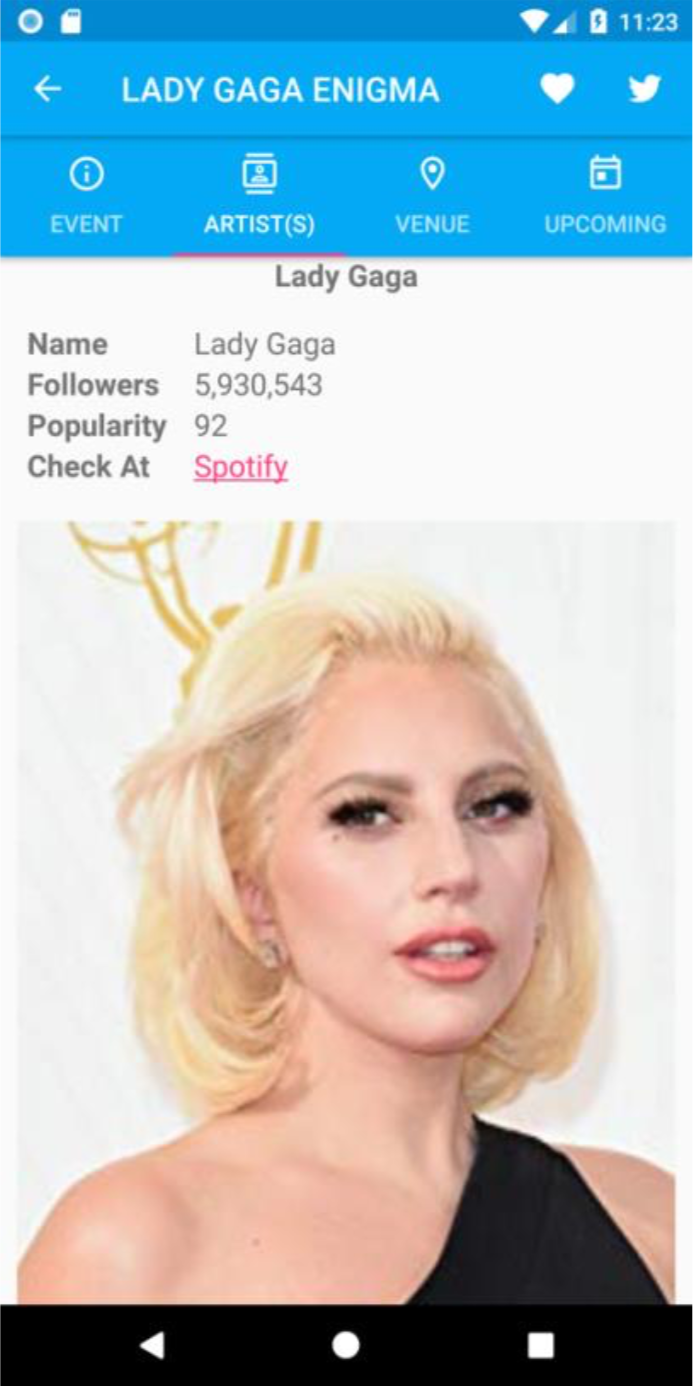 11:23
LADY GAGA ENIGMA
EVENT ARTIST(S) VENUE UPCOMING
Lady Gaga
Name Lady Gaga
Followers 5,930,543
Popularity 92
Check At Spotify